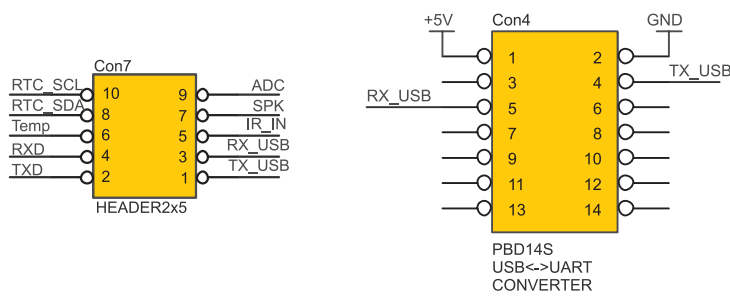 Con7
RTC_SCL 10 9 ADC
RTC_SDA 8 7 SPK
Temp 6 5 IR_IN
RXD 4 3 RX_USB
TXD 2 1 TX_USB
HEADER2x5
+5V Con4 GND
1 2
3 4 TX_USB
RX_USB 5 6
7 8
9 10
11 12
13 14
PBD14S
USB<->UART
CONVERTER